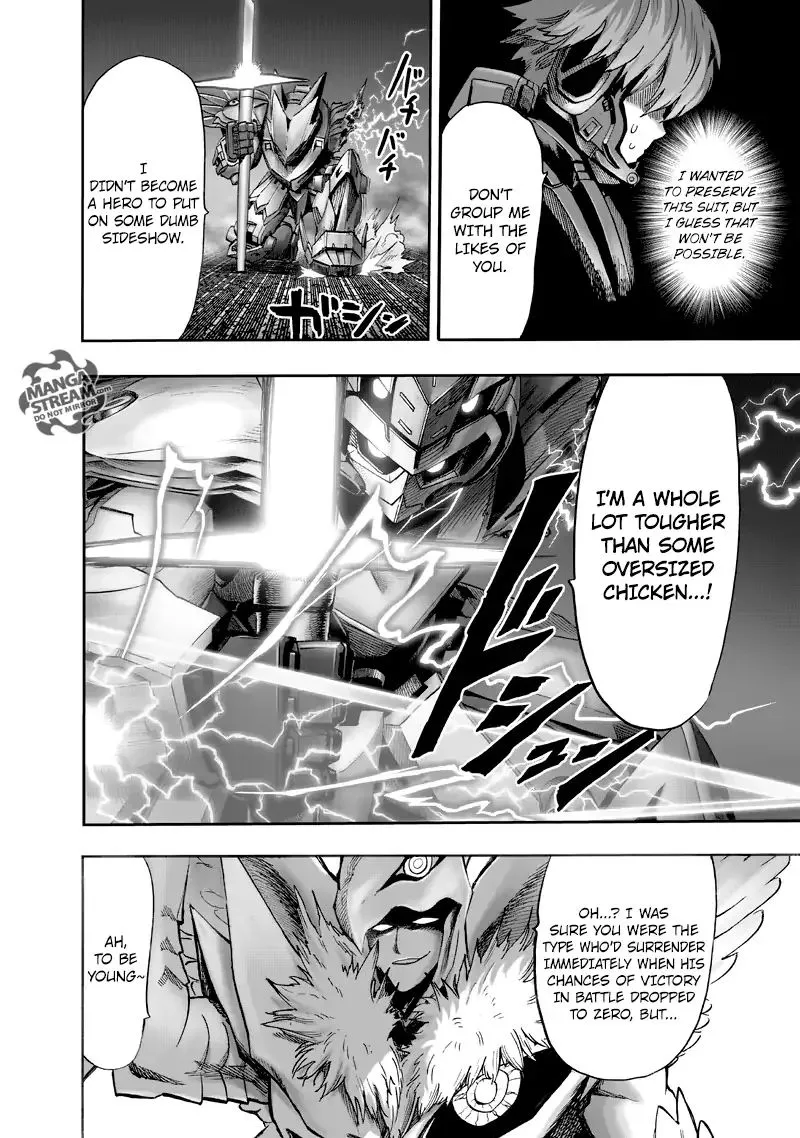 I WANTED
TO PRESERVE
THIS SUIT, BUT
I GUESS THAT
WON'T BE
POSSIBLE.
DON'T
GROUP ME
WITH THE
LIKES OF
YOU.
バチ
バチ
I
DIDN'T BECOME
A HERO TO PUT
ON SOME DUMB
SIDESHOW.
ガシィン
MANGA
STREAM.com
DO NOT MIRROR
I'M A WHOLE
LOT TOUGHER
THAN SOME
OVERSIZED
CHICKEN...!
ドシュッ
OH...? I WAS
SURE YOU WERE THE
TYPE WHO'D SURRENDER
IMMEDIATELY WHEN HIS
CHANCES OF VICTORY
IN BATTLE DROPPED
TO ZERO, BUT...
AH,
TO BE
YOUNG~